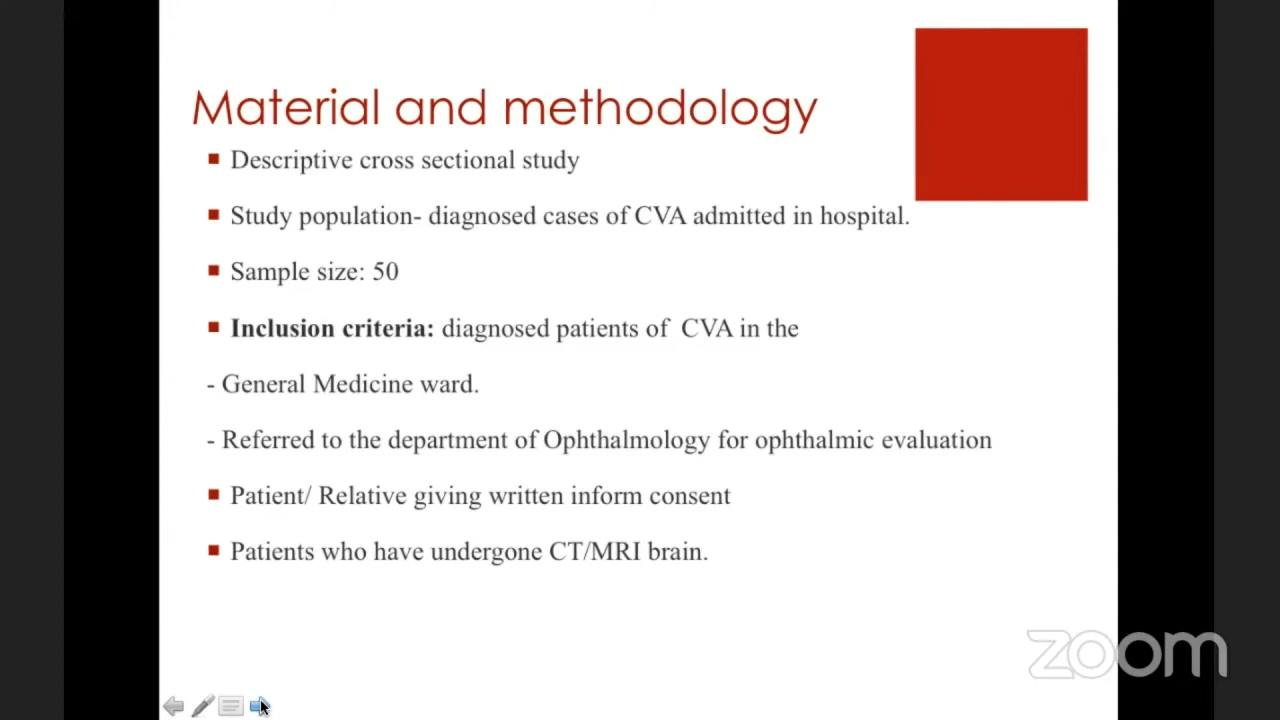 Material and methodology
▪ Descriptive cross sectional study
▪ Study population- diagnosed cases of CVA admitted in hospital.
▪ Sample size: 50
▪ Inclusion criteria: diagnosed patients of CVA in the
- General Medicine ward.
- Referred to the department of Ophthalmology for ophthalmic evaluation
▪ Patient/ Relative giving written inform consent
▪ Patients who have undergone CT/MRI brain.
zoom